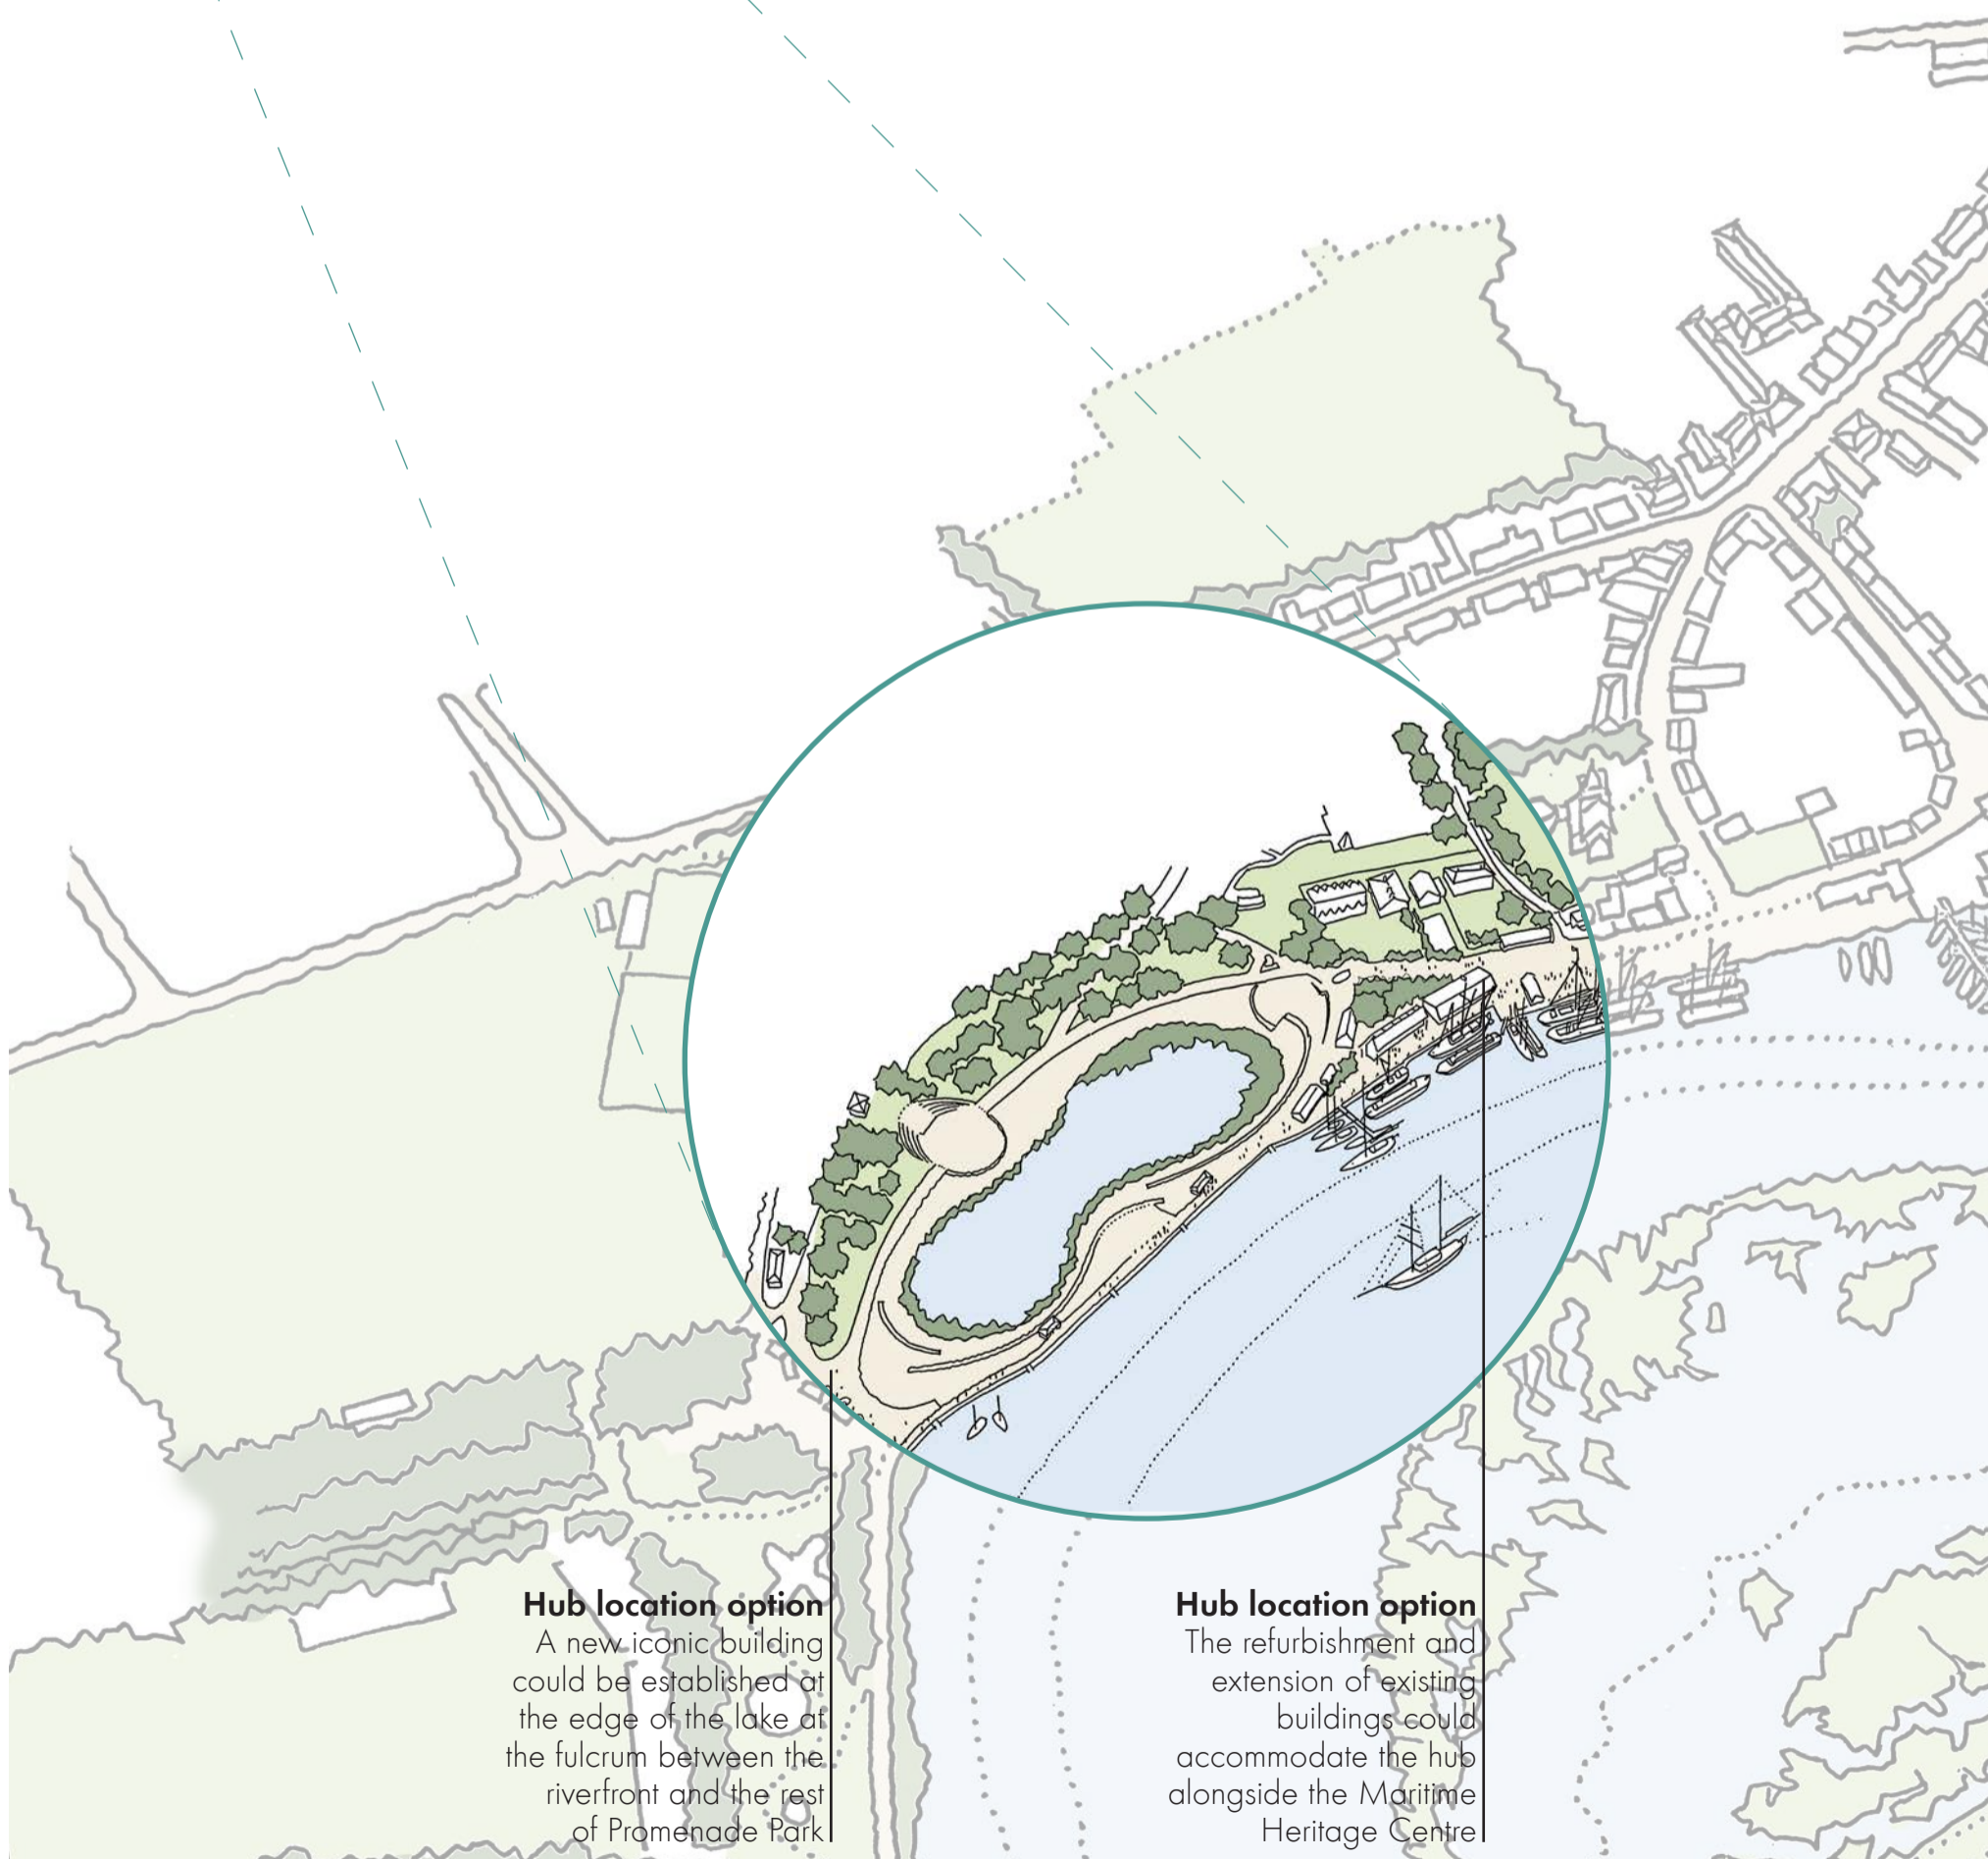 Hub location option
A new iconic building
could be established at
the edge of the lake at
the fulcrum between the
riverfront and the rest
of Promenade Park
Hub location option
The refurbishment and
extension of existing
buildings could
accommodate the hub
alongside the Maritime
Heritage Centre